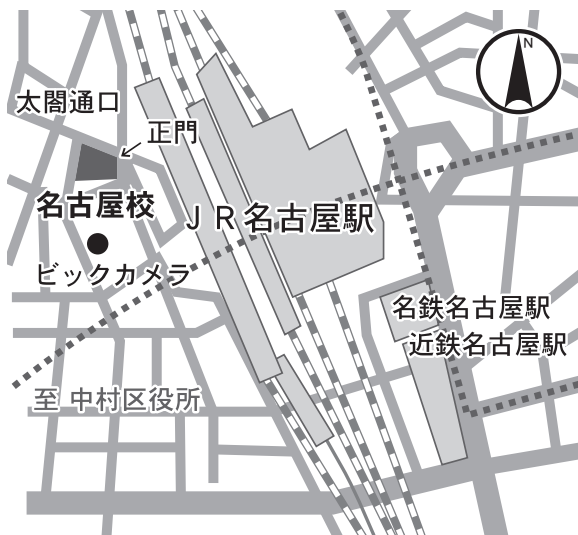 N
太閤通口
正門
名古屋校
ＪＲ名古屋駅
ビックカメラ
名鉄名古屋駅
近鉄名古屋駅
至 中村区役所